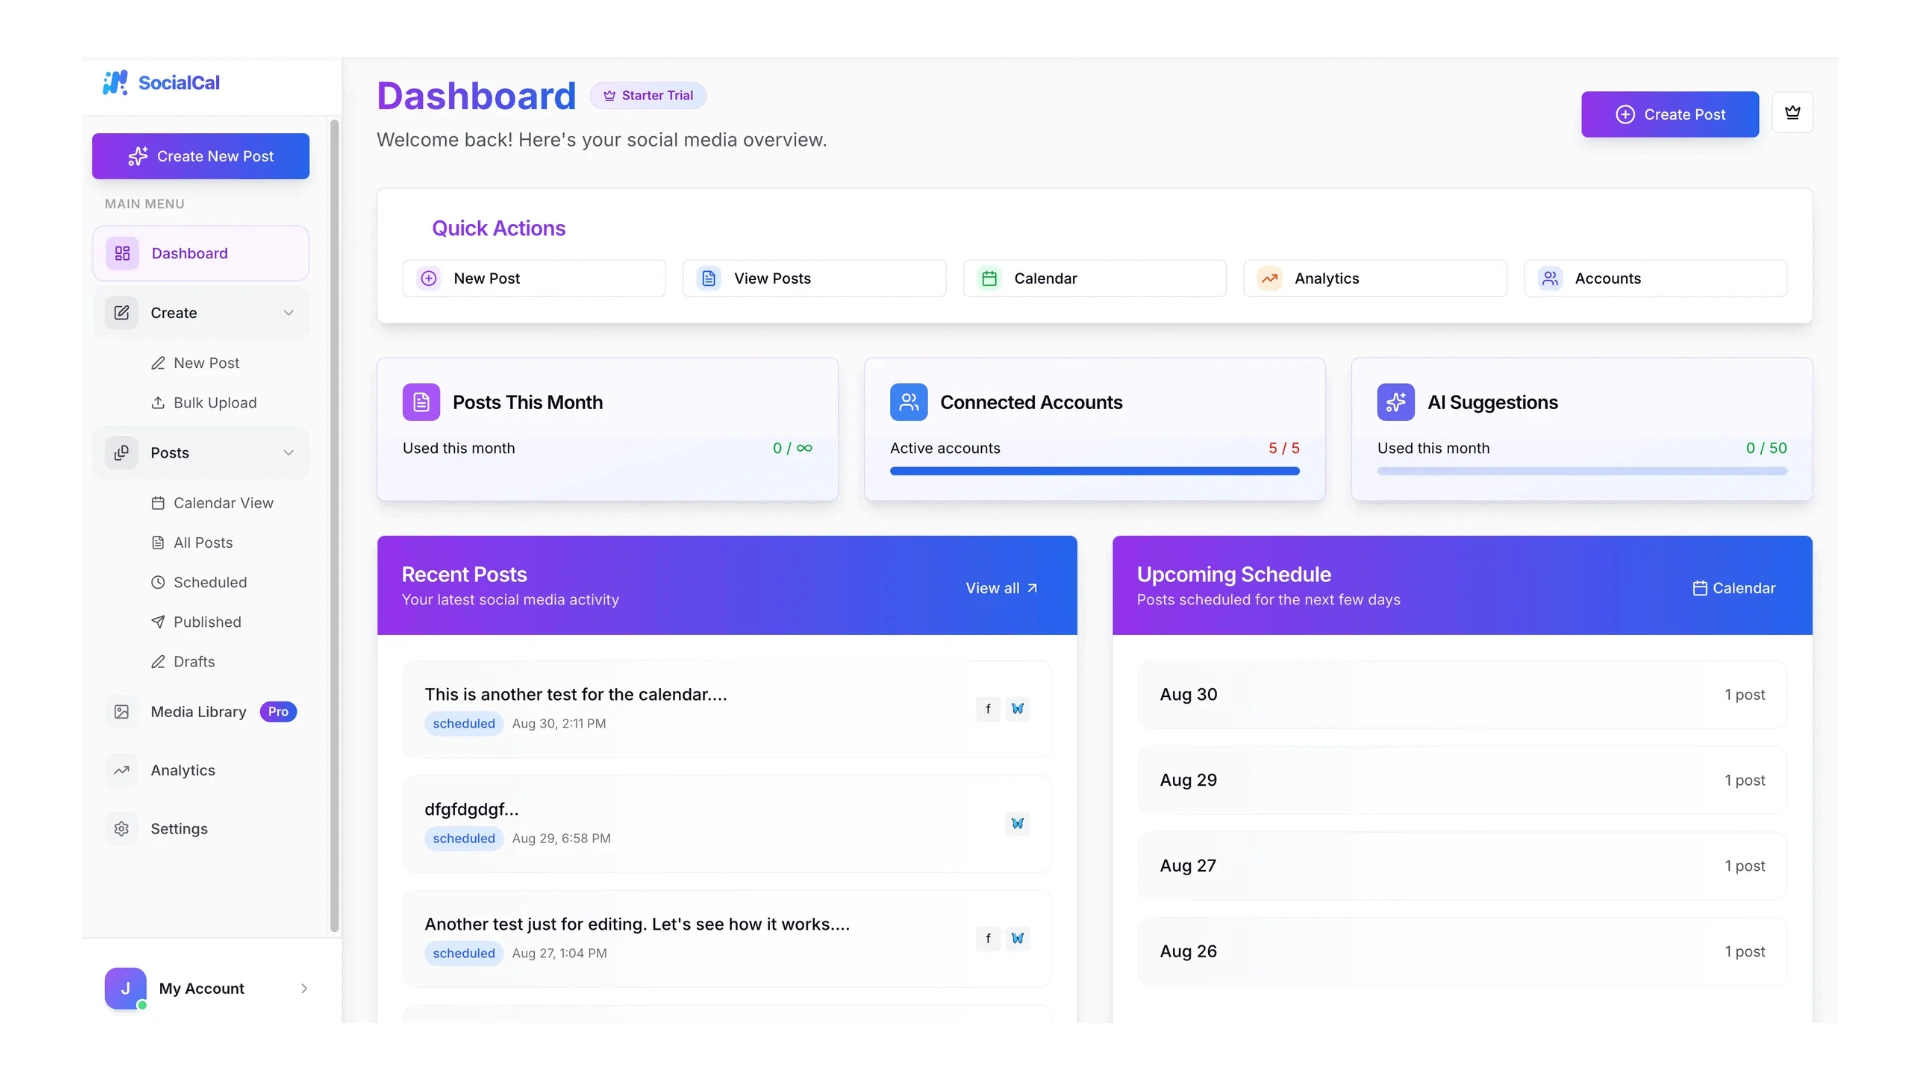 SocialCal
Create New Post
MAIN MENU
Dashboard
Create
New Post
Bulk Upload
Posts
Calendar View
All Posts
Scheduled
Published
Drafts
Media Library Pro
Analytics
Settings
J My Account
Dashboard Starter Trial
Welcome back! Here's your social media overview.
Create Post
Quick Actions
New Post
View Posts
Calendar
Analytics
Accounts
Posts This Month
Used this month 0 / ∞
Connected Accounts
Active accounts 5 / 5
AI Suggestions
Used this month 0 / 50
Recent Posts
Your latest social media activity
View all
This is another test for the calendar....
scheduled Aug 30, 2:11 PM
f
dfgfdgdgf...
scheduled Aug 29, 6:58 PM
Another test just for editing. Let's see how it works....
scheduled Aug 27, 1:04 PM
f
Upcoming Schedule
Posts scheduled for the next few days
Calendar
Aug 30 1 post
Aug 29 1 post
Aug 27 1 post
Aug 26 1 post